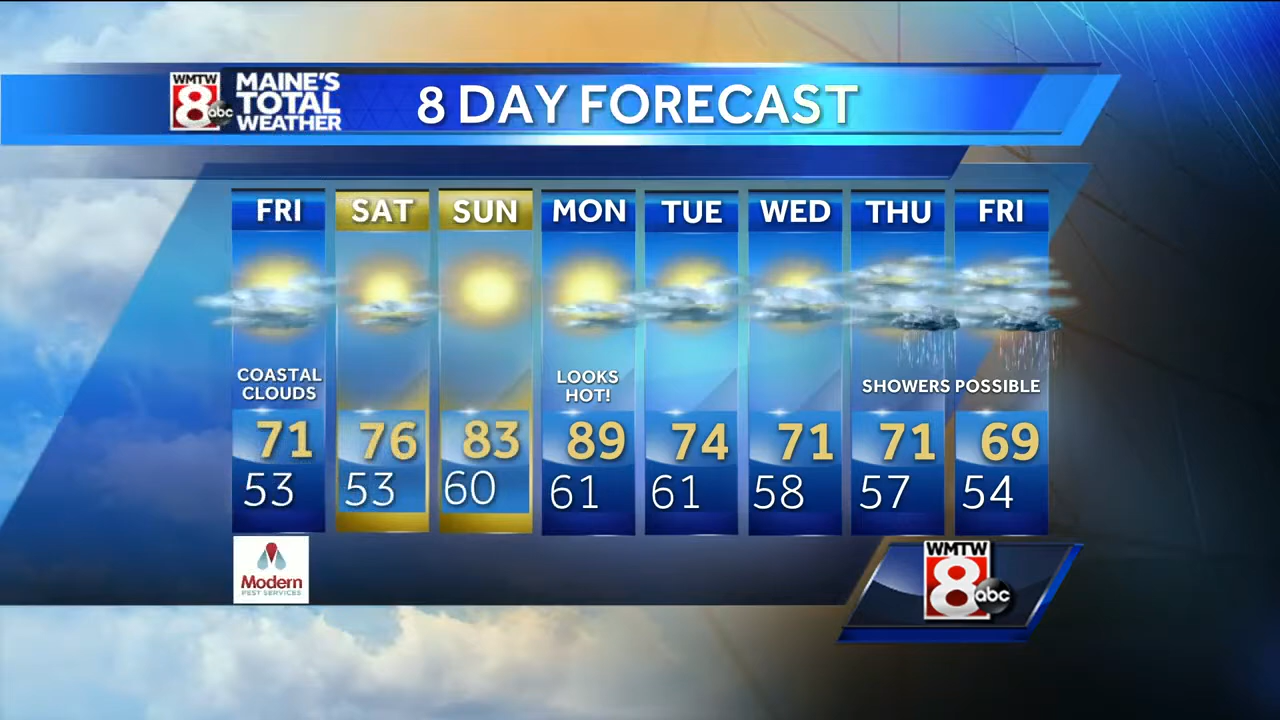 WMTW
8
abc
MAINE'S
TOTAL
WEATHER
8 DAY FORECAST
FRI SAT SUN MON TUE WED THU FRI
COASTAL
CLOUDS
LOOKS
HOT!
SHOWERS POSSIBLE
71 76 83 89 74 71 71 69
53 53 60 61 61 58 57 54
Modern
PEST SERVICES
WMTW
8
abc